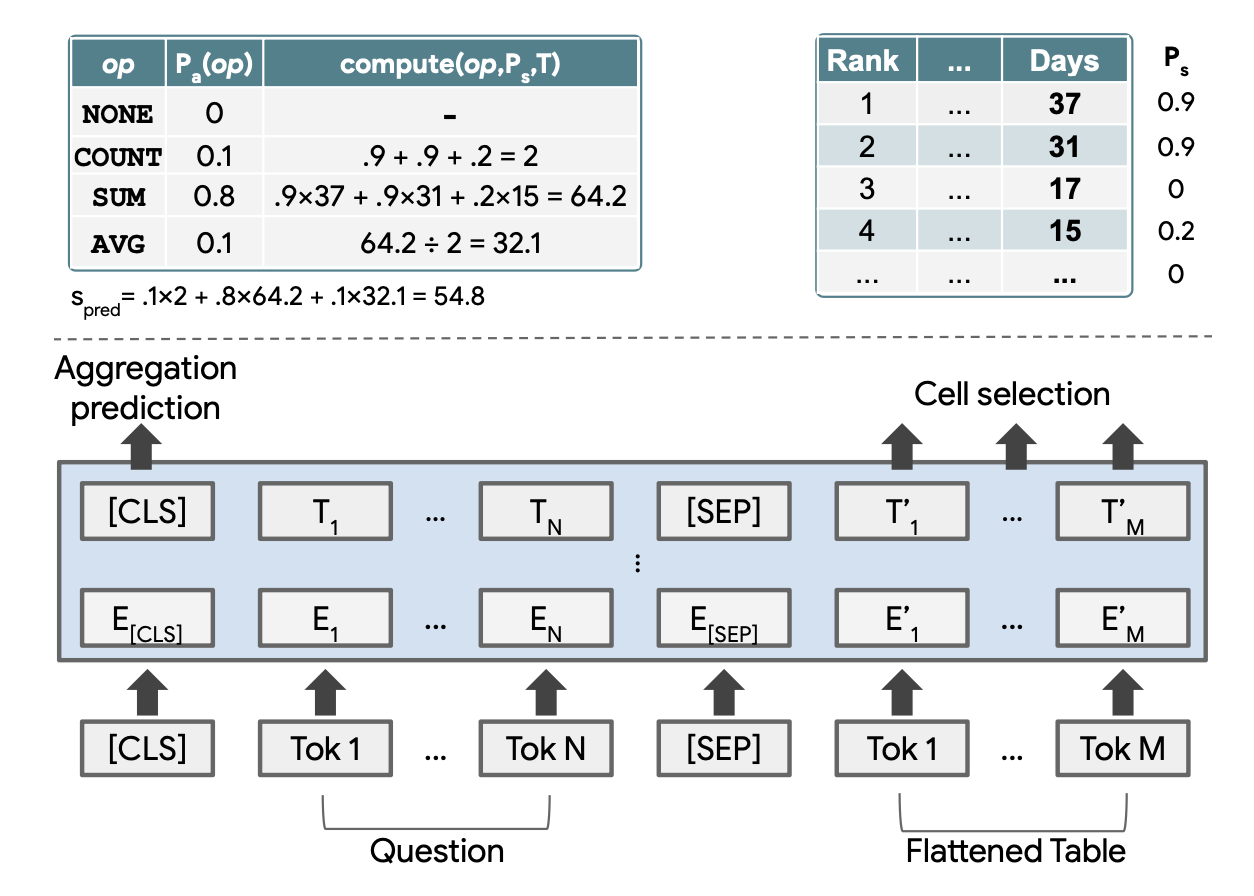 op P_a(op) compute(op,P_s,T)
NONE 0 -
COUNT 0.1 .9 + .9 + .2 = 2
SUM 0.8 .9×37 + .9×31 + .2×15 = 64.2
AVG 0.1 64.2 ÷ 2 = 32.1
s_pred= .1×2 + .8×64.2 + .1×32.1 = 54.8
Rank ... Days P_s
1 ... 37 0.9
2 ... 31 0.9
3 ... 17 0
4 ... 15 0.2
... ... ... 0
Aggregation
prediction
Cell selection
[CLS] T_1 ... T_N [SEP] T'_1 ... T'_M
⋮
E_[CLS] E_1 ... E_N E_[SEP] E'_1 ... E'_M
[CLS] Tok 1 ... Tok N [SEP] Tok 1 ... Tok M
Question Flattened Table